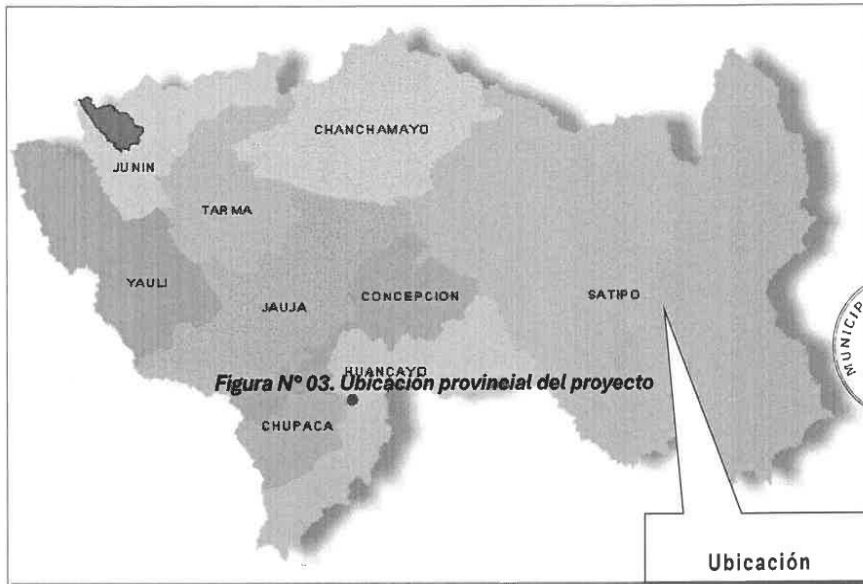 CHANCHAMAYO
JUNIN
TARMA
YAULI
JAUJA
CONCEPCION
SATIPO
HUANCAYO
Figura N° 03. Ubicación provincial del proyecto
CHUPACA
Ubicación